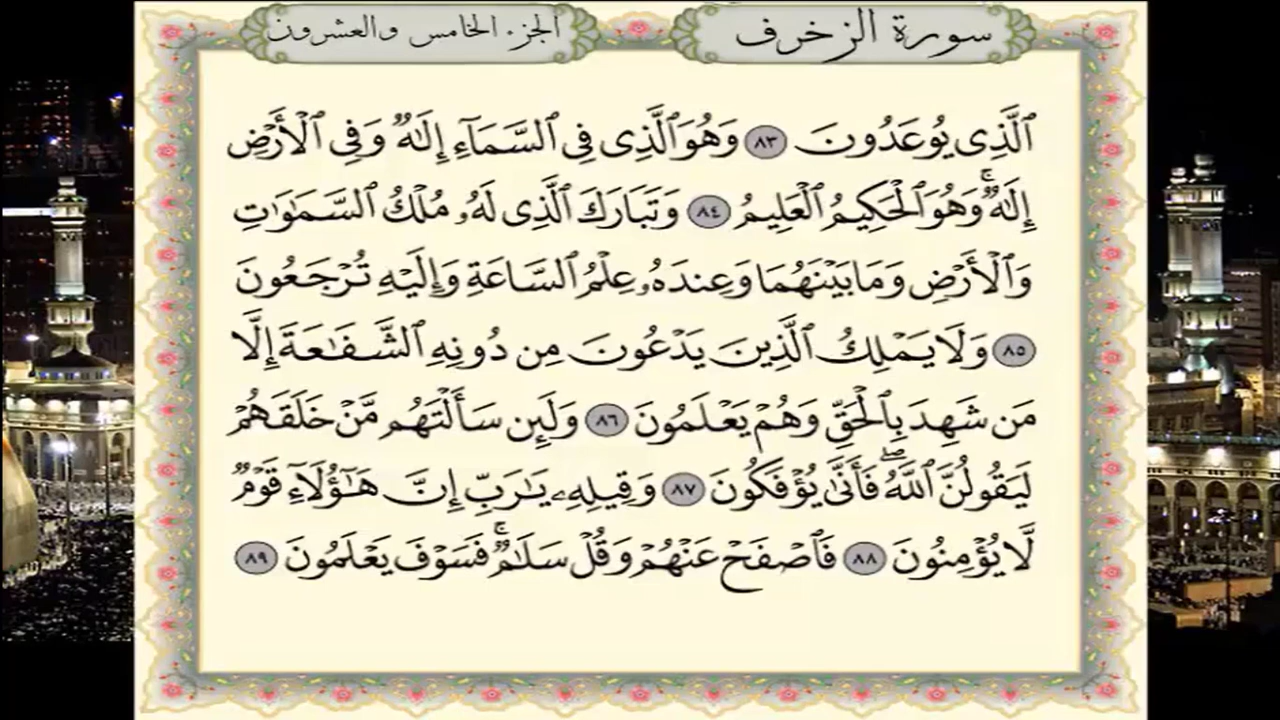 سورة الزخرف
الجزء الخامس والعشرون
ٱلَّذِى يُوعَدُونَ ٨٣ وَهُوَ ٱلَّذِى فِى ٱلسَّمَآءِ إِلَٰهٌ وَفِى ٱلْأَرْضِ
إِلَٰهٌ ۚ وَهُوَ ٱلْحَكِيمُ ٱلْعَلِيمُ ٨٤ وَتَبَارَكَ ٱلَّذِى لَهُۥ مُلْكُ ٱلسَّمَٰوَٰتِ
وَٱلْأَرْضِ وَمَا بَيْنَهُمَا وَعِندَهُۥ عِلْمُ ٱلسَّاعَةِ وَإِلَيْهِ تُرْجَعُونَ
٨٥ وَلَا يَمْلِكُ ٱلَّذِينَ يَدْعُونَ مِن دُونِهِ ٱلشَّفَٰعَةَ إِلَّا
مَن شَهِدَ بِٱلْحَقِّ وَهُمْ يَعْلَمُونَ ٨٦ وَلَئِن سَأَلْتَهُم مَّنْ خَلَقَهُمْ
لَيَقُولُنَّ ٱللَّهُ ۖ فَأَنَّىٰ يُؤْفَكُونَ ٨٧ وَقِيلِهِۦ يَٰرَبِّ إِنَّ هَٰٓؤُلَآءِ قَوْمٌ
لَّا يُؤْمِنُونَ ٨٨ فَٱصْفَحْ عَنْهُمْ وَقُلْ سَلَٰمٌ ۚ فَسَوْفَ يَعْلَمُونَ ٨٩